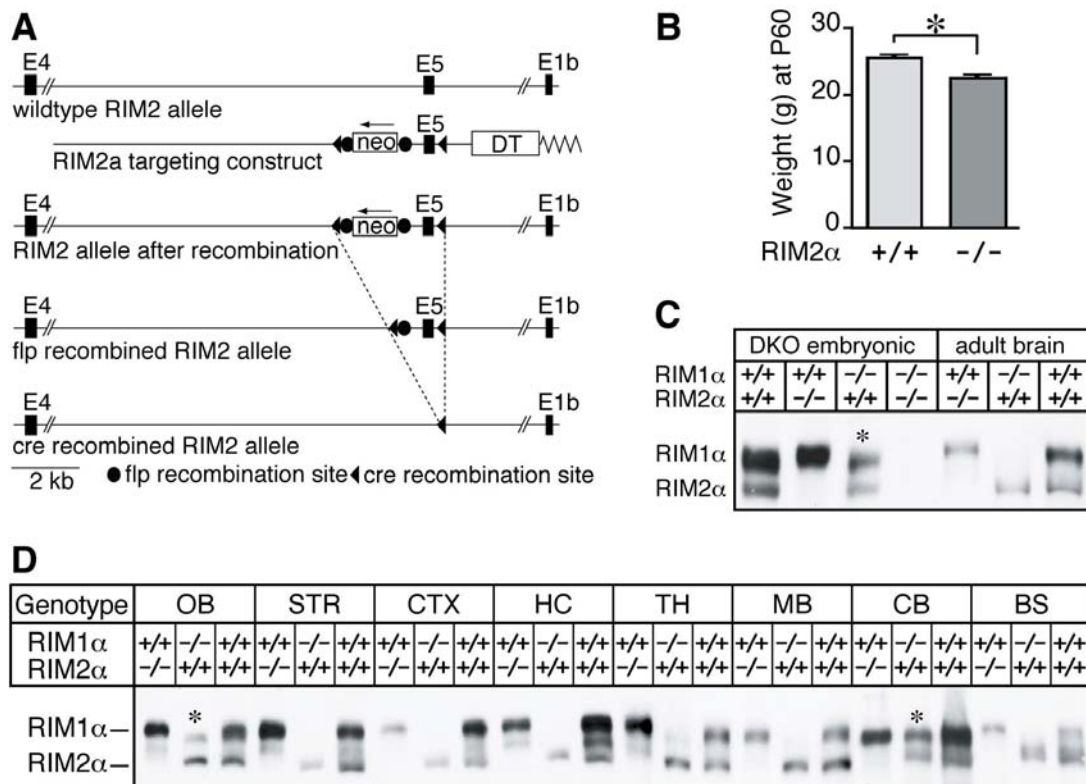 A
E4 // E5 // E1b
wildtype RIM2 allele
neo E5 DT
RIM2a targeting construct
E4 // neo E5 // E1b
RIM2 allele after recombination
E4 // E5 // E1b
flp recombined RIM2 allele
E4 // // E1b
cre recombined RIM2 allele
2 kb flp recombination site cre recombination site
B
Weight (g) at P60
30
20
10
0
*
RIM2α +/+ −/−
C
DKO embryonic adult brain
RIM1α +/+ +/+ −/− −/− +/+ −/− +/+
RIM2α +/+ −/− +/+ −/− −/− +/+ +/+
*
RIM1α
RIM2α
D
Genotype OB STR CTX HC TH MB CB BS
RIM1α +/+ −/− +/+ +/+ −/− +/+ +/+ −/− +/+ +/+ −/− +/+ +/+ −/− +/+ +/+ −/− +/+ +/+ −/− +/+ +/+ −/− +/+
RIM2α −/− +/+ +/+ −/− +/+ +/+ −/− +/+ +/+ −/− +/+ +/+ −/− +/+ +/+ −/− +/+ +/+ −/− +/+ +/+ −/− +/+ +/+
* *
RIM1α–
RIM2α–